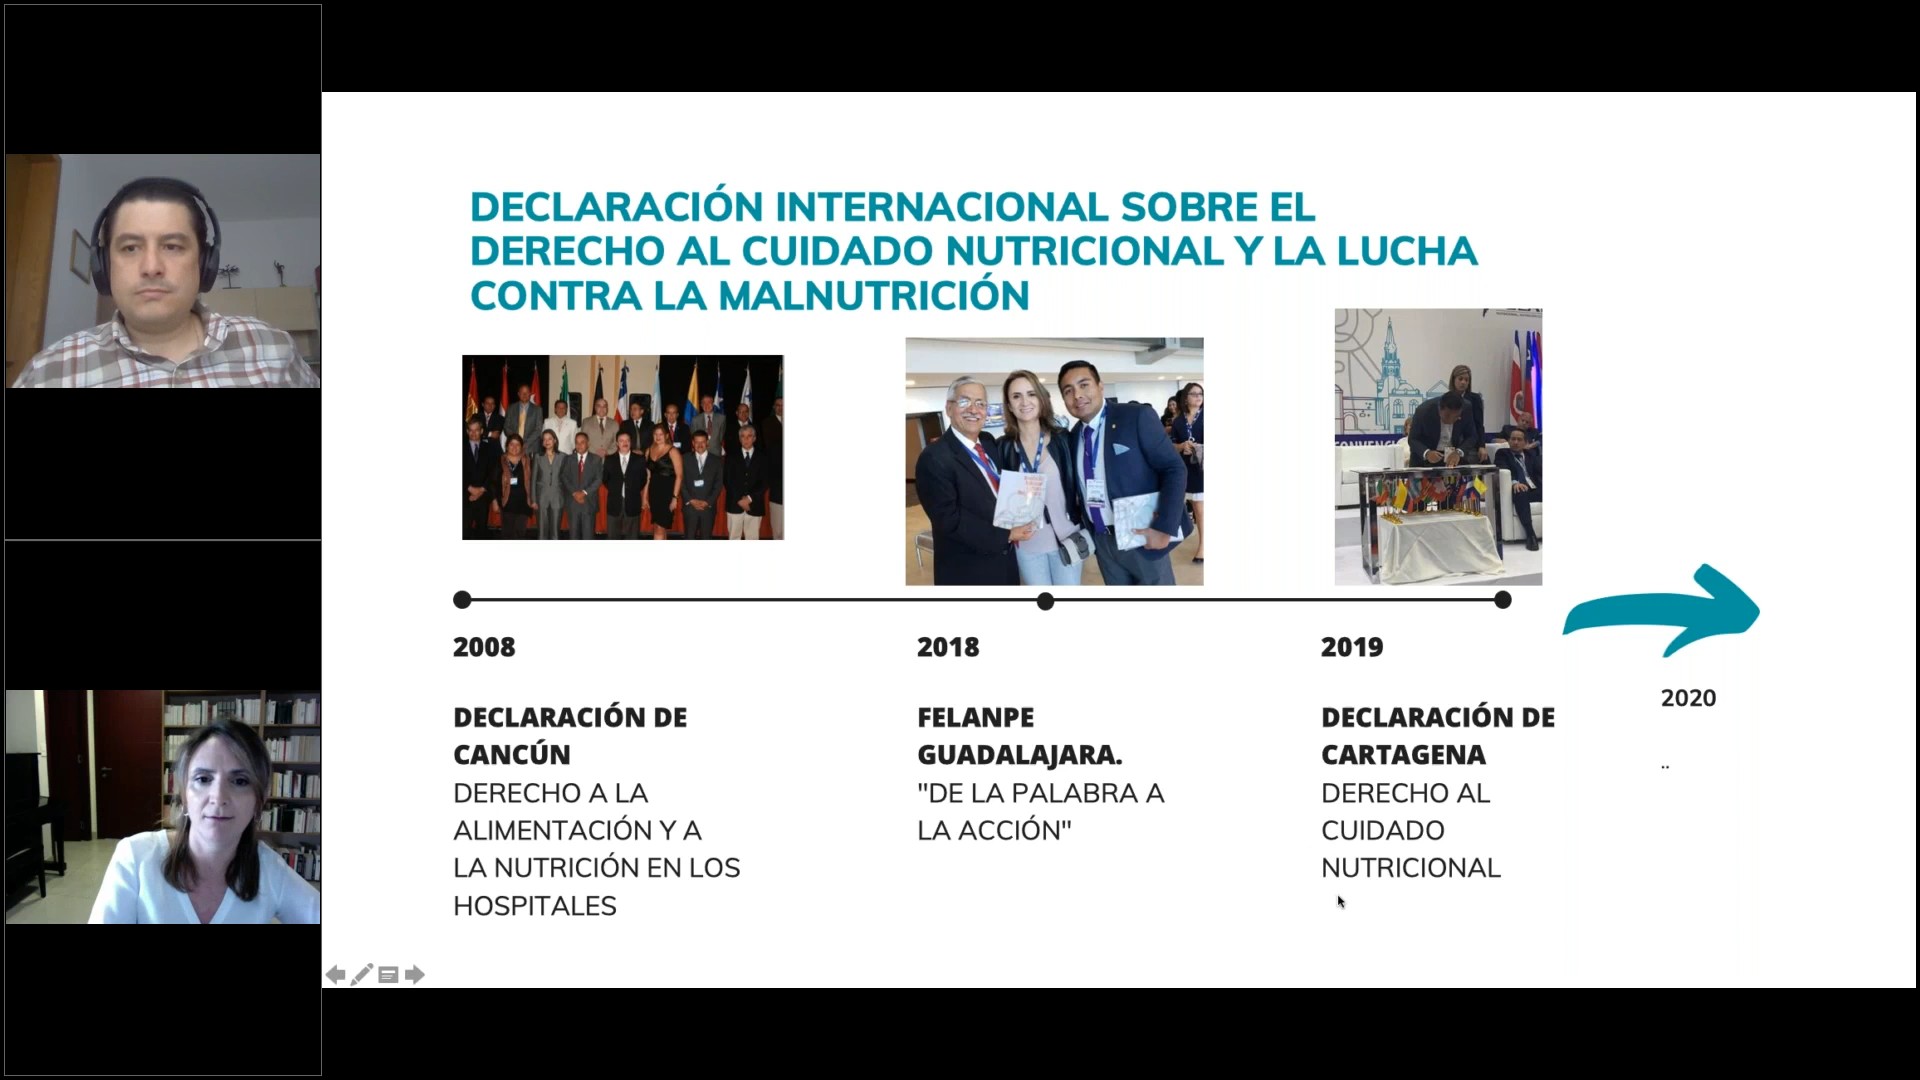 DECLARACIÓN INTERNACIONAL SOBRE EL
DERECHO AL CUIDADO NUTRICIONAL Y LA LUCHA
CONTRA LA MALNUTRICIÓN
2008
DECLARACIÓN DE
CANCÚN
DERECHO A LA
ALIMENTACIÓN Y A
LA NUTRICIÓN EN LOS
HOSPITALES
2018
FELANPE
GUADALAJARA.
"DE LA PALABRA A
LA ACCIÓN"
2019
DECLARACIÓN DE
CARTAGENA
DERECHO AL
CUIDADO
NUTRICIONAL
2020
..